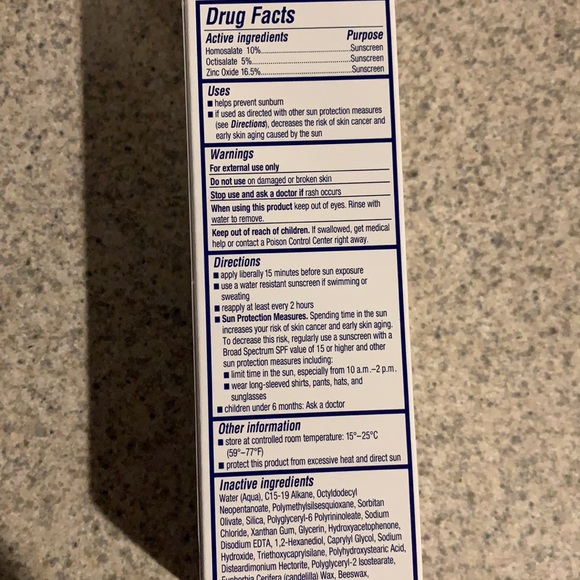 Drug Facts
Active ingredients Purpose
Homosalate 10%..........................Sunscreen
Octisalate 5%..............................Sunscreen
Zinc Oxide 16.5%........................Sunscreen
Uses
■ helps prevent sunburn
■ if used as directed with other sun protection measures
(see Directions), decreases the risk of skin cancer and
early skin aging caused by the sun
Warnings
For external use only
Do not use on damaged or broken skin
Stop use and ask a doctor if rash occurs
When using this product keep out of eyes. Rinse with
water to remove.
Keep out of reach of children. If swallowed, get medical
help or contact a Poison Control Center right away.
Directions
■ apply liberally 15 minutes before sun exposure
■ use a water resistant sunscreen if swimming or
sweating
■ reapply at least every 2 hours
■ Sun Protection Measures. Spending time in the sun
increases your risk of skin cancer and early skin aging.
To decrease this risk, regularly use a sunscreen with a
Broad Spectrum SPF value of 15 or higher and other
sun protection measures including:
■ limit time in the sun, especially from 10 a.m.–2 p.m.
■ wear long-sleeved shirts, pants, hats, and
sunglasses
■ children under 6 months: Ask a doctor
Other information
■ store at controlled room temperature: 15°–25°C
(59°–77°F)
■ protect this product from excessive heat and direct sun
Inactive ingredients
Water (Aqua), C15-19 Alkane, Octyldodecyl
Neopentanoate, Polymethylsilsesquioxane, Sorbitan
Olivate, Silica, Polyglyceryl-6 Polyricinoleate, Sodium
Chloride, Xanthan Gum, Glycerin, Hydroxyacetophenone,
Disodium EDTA, 1,2-Hexanediol, Caprylyl Glycol, Sodium
Hydroxide, Triethoxycaprylsilane, Polyhydroxystearic Acid,
Disteardimonium Hectorite, Polyglyceryl-2 Isostearate,
Euphorbia Cerifera (candelilla) Wax, Beeswax,